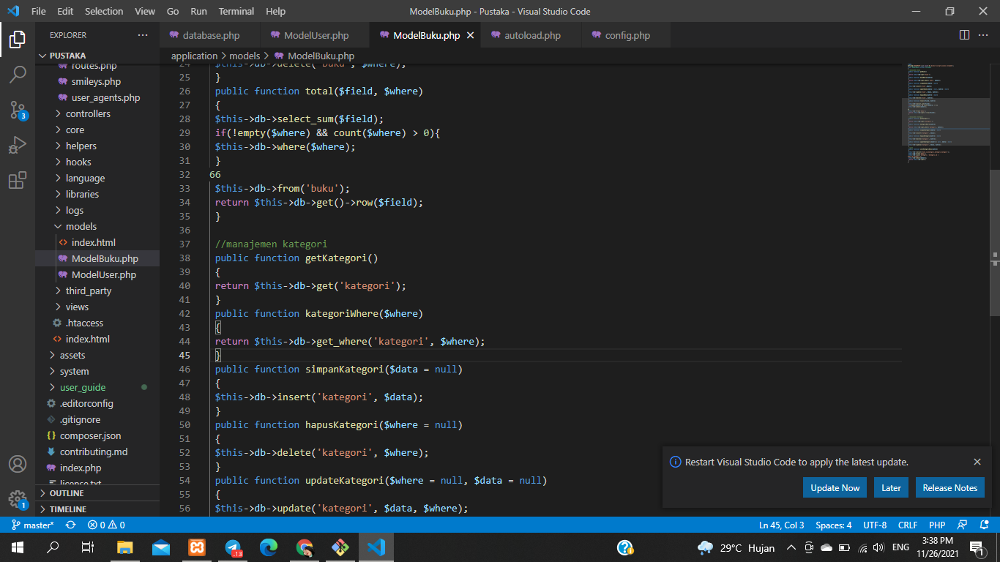 File Edit Selection View Go Run Terminal Help ModelBuku.php - Pustaka - Visual Studio Code
EXPLORER ···
database.php ModelUser.php ModelBuku.php autoload.php config.php
PUSTAKA
application > models > ModelBuku.php
routes.php
smileys.php
user_agents.php
controllers
core
helpers
hooks
language
libraries
logs
models
index.html
ModelBuku.php
ModelUser.php
third_party
views
.htaccess
index.html
assets
system
user_guide
.editorconfig
.gitignore
composer.json
contributing.md
index.php
license.txt
OUTLINE
TIMELINE
24 $this->db->delete('buku', $where);
25 }
26 public function total($field, $where)
27 {
28 $this->db->select_sum($field);
29 if(!empty($where) && count($where) > 0){
30 $this->db->where($where);
31 }
32 66
33 $this->db->from('buku');
34 return $this->db->get()->row($field);
35 }
36
37 //manajemen kategori
38 public function getKategori()
39 {
40 return $this->db->get('kategori');
41 }
42 public function kategoriWhere($where)
43 {
44 return $this->db->get_where('kategori', $where);
45 }
46 public function simpanKategori($data = null)
47 {
48 $this->db->insert('kategori', $data);
49 }
50 public function hapusKategori($where = null)
51 {
52 $this->db->delete('kategori', $where);
53 }
54 public function updateKategori($where = null, $data = null)
55 {
56 $this->db->update('kategori', $data, $where);
Restart Visual Studio Code to apply the latest update.
Update Now Later Release Notes
3
1
master* 0 0 Ln 45, Col 3 Spaces: 4 UTF-8 CRLF PHP
..13
29°C Hujan ENG 3:38 PM
11/26/2021 1